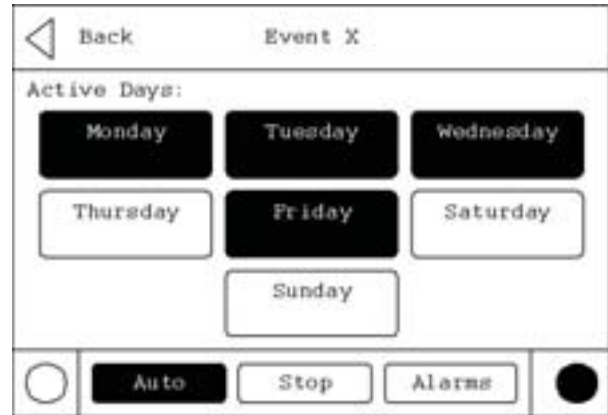 Back Event X
Active Days:
Monday Tuesday Wednesday
Thursday Friday Saturday
Sunday
Auto Stop Alarms